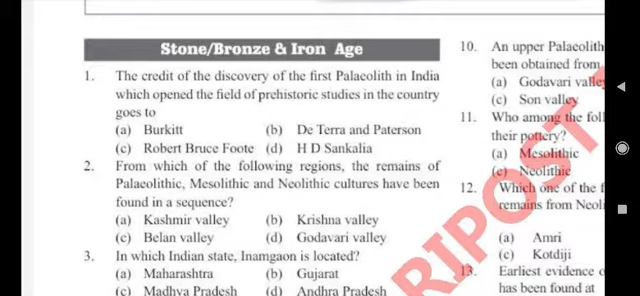 Stone/Bronze & Iron Age
1. The credit of the discovery of the first Palaeolith in India
which opened the field of prehistoric studies in the country
goes to
(a) Burkitt (b) De Terra and Paterson
(c) Robert Bruce Foote (d) H D Sankalia
2. From which of the following regions, the remains of
Palaeolithic, Mesolithic and Neolithic cultures have been
found in a sequence?
(a) Kashmir valley (b) Krishna valley
(c) Belan valley (d) Godavari valley
3. In which Indian state, Inamgaon is located?
(a) Maharashtra (b) Gujarat
(c) Madhya Pradesh (d) Andhra Pradesh
10. An upper Palaeolith
been obtained from
(a) Godavari valley
(c) Son valley
11. Who among the foll
their pottery?
(a) Mesolithic
(c) Neolithic
12. Which one of the f
remains from Neoli
(a) Amri
(c) Kotdiji
13. Earliest evidence o
has been found at
RIPOST